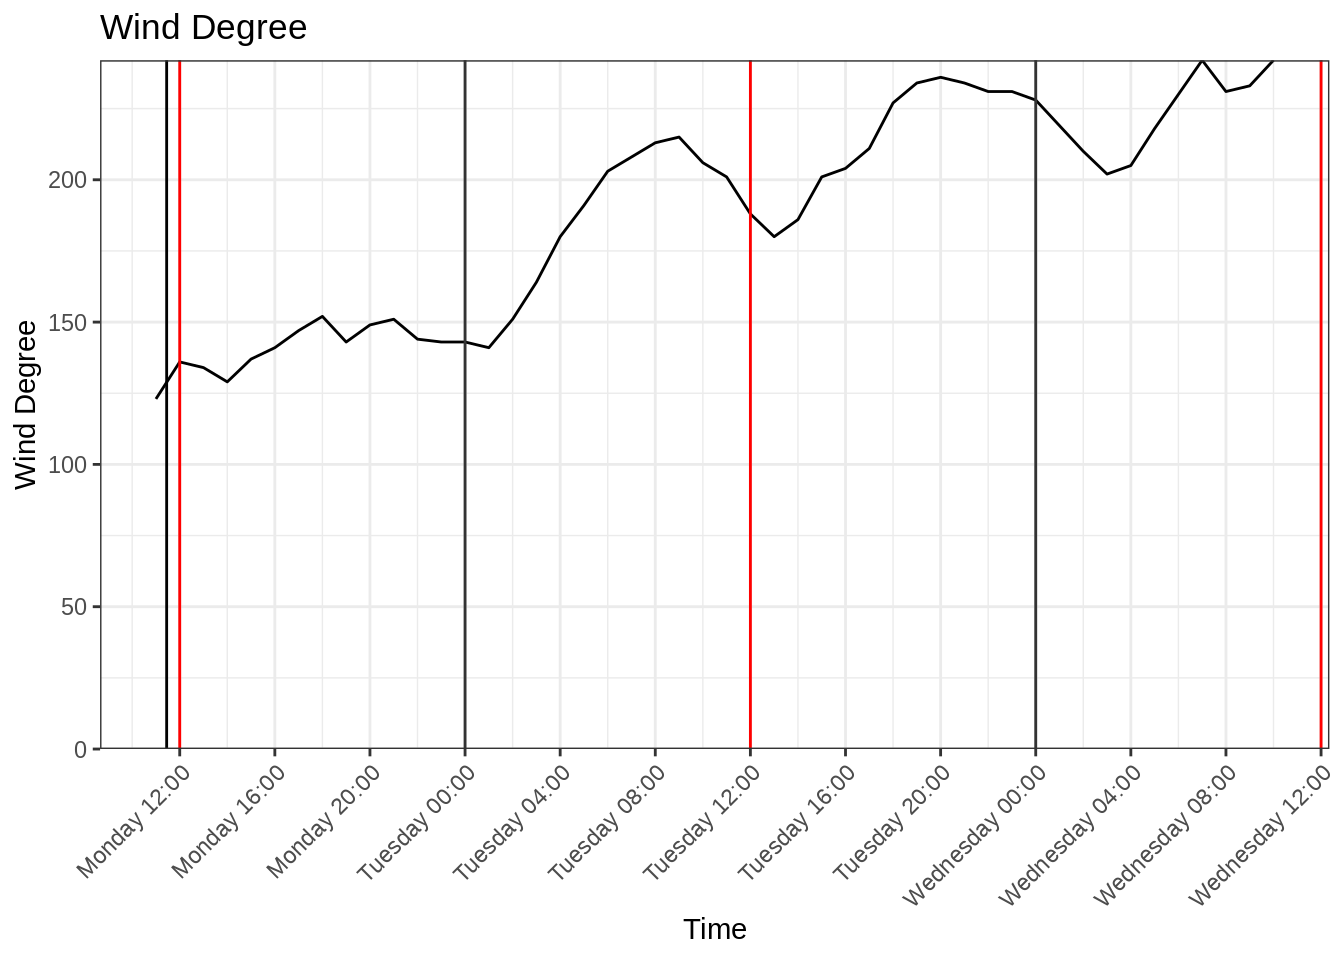 Wind Degree
Wind Degree
200
150
100
50
0
Monday 12:00
Monday 16:00
Monday 20:00
Tuesday 00:00
Tuesday 04:00
Tuesday 08:00
Tuesday 12:00
Tuesday 16:00
Tuesday 20:00
Wednesday 00:00
Wednesday 04:00
Wednesday 08:00
Wednesday 12:00
Time